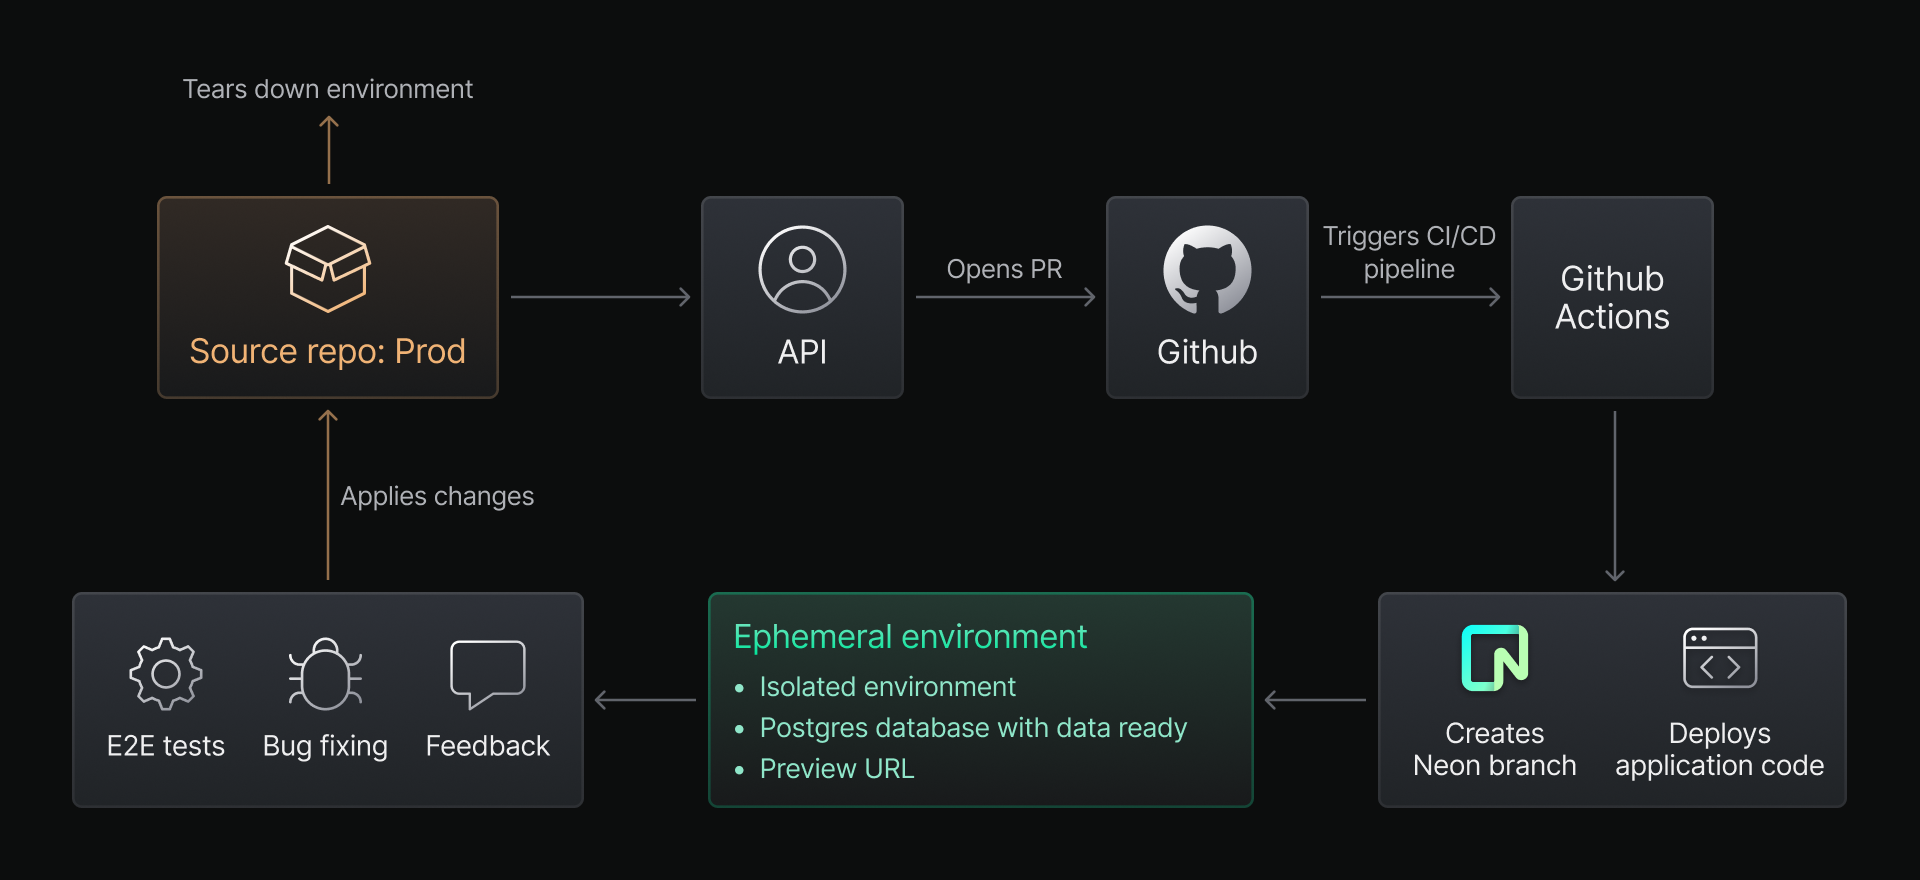 Tears down environment
Source repo: Prod
API
Opens PR
Github
Triggers CI/CD
pipeline
Github
Actions
Applies changes
E2E tests
Bug fixing
Feedback
Ephemeral environment
• Isolated environment
• Postgres database with data ready
• Preview URL
Creates
Neon branch
Deploys
application code